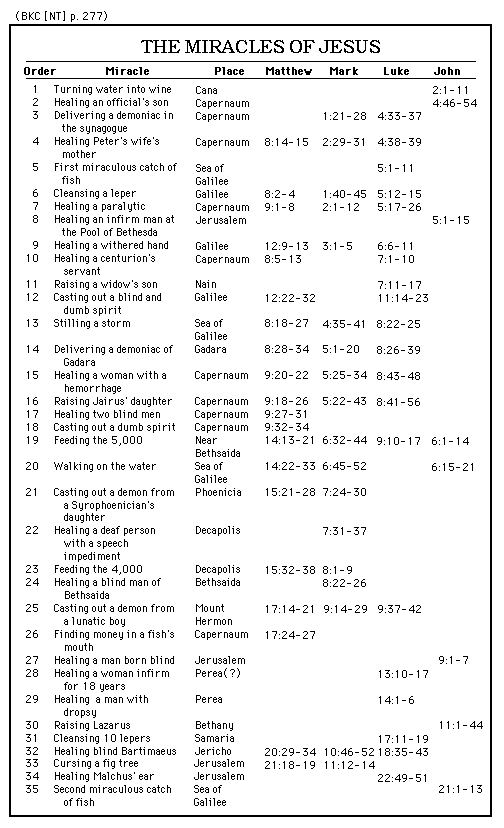 (BKC [NT] p. 277)
THE MIRACLES OF JESUS
Order Miracle Place Matthew Mark Luke John
1 Turning water into wine Cana 2:1-11
2 Healing an official's son Capernaum 4:46-54
3 Delivering a demoniac in Capernaum 1:21-28 4:33-37
the synagogue
4 Healing Peter's wife's Capernaum 8:14-15 2:29-31 4:38-39
mother
5 First miraculous catch of Sea of 5:1-11
fish Galilee
6 Cleansing a leper Galilee 8:2-4 1:40-45 5:12-15
7 Healing a paralytic Capernaum 9:1-8 2:1-12 5:17-26
8 Healing an infirm man at Jerusalem 5:1-15
the Pool of Bethesda
9 Healing a withered hand Galilee 12:9-13 3:1-5 6:6-11
10 Healing a centurion's Capernaum 8:5-13 7:1-10
servant
11 Raising a widow's son Nain 7:11-17
12 Casting out a blind and Galilee 12:22-32 11:14-23
dumb spirit
13 Stilling a storm Sea of 8:18-27 4:35-41 8:22-25
Galilee
14 Delivering a demoniac of Gadara 8:28-34 5:1-20 8:26-39
Gadara
15 Healing a woman with a Capernaum 9:20-22 5:25-34 8:43-48
hemorrhage
16 Raising Jairus' daughter Capernaum 9:18-26 5:22-43 8:41-56
17 Healing two blind men Capernaum 9:27-31
18 Casting out a dumb spirit Capernaum 9:32-34
19 Feeding the 5,000 Near 14:13-21 6:32-44 9:10-17 6:1-14
Bethsaida
20 Walking on the water Sea of 14:22-33 6:45-52 6:15-21
Galilee
21 Casting out a demon from Phoenicia 15:21-28 7:24-30
a Syrophoenician's
daughter
22 Healing a deaf person Decapolis 7:31-37
with a speech
impediment
23 Feeding the 4,000 Decapolis 15:32-38 8:1-9
24 Healing a blind man of Bethsaida 8:22-26
Bethsaida
25 Casting out a demon from Mount 17:14-21 9:14-29 9:37-42
a lunatic boy Hermon
26 Finding money in a fish's Capernaum 17:24-27
mouth
27 Healing a man born blind Jerusalem 9:1-7
28 Healing a woman infirm Perea(?) 13:10-17
for 18 years
29 Healing a man with Perea 14:1-6
dropsy
30 Raising Lazarus Bethany 11:1-44
31 Cleansing 10 lepers Samaria 17:11-19
32 Healing blind Bartimaeus Jericho 20:29-34 10:46-52 18:35-43
33 Cursing a fig tree Jerusalem 21:18-19 11:12-14
34 Healing Malchus' ear Jerusalem 22:49-51
35 Second miraculous catch Sea of 21:1-13
of fish Galilee